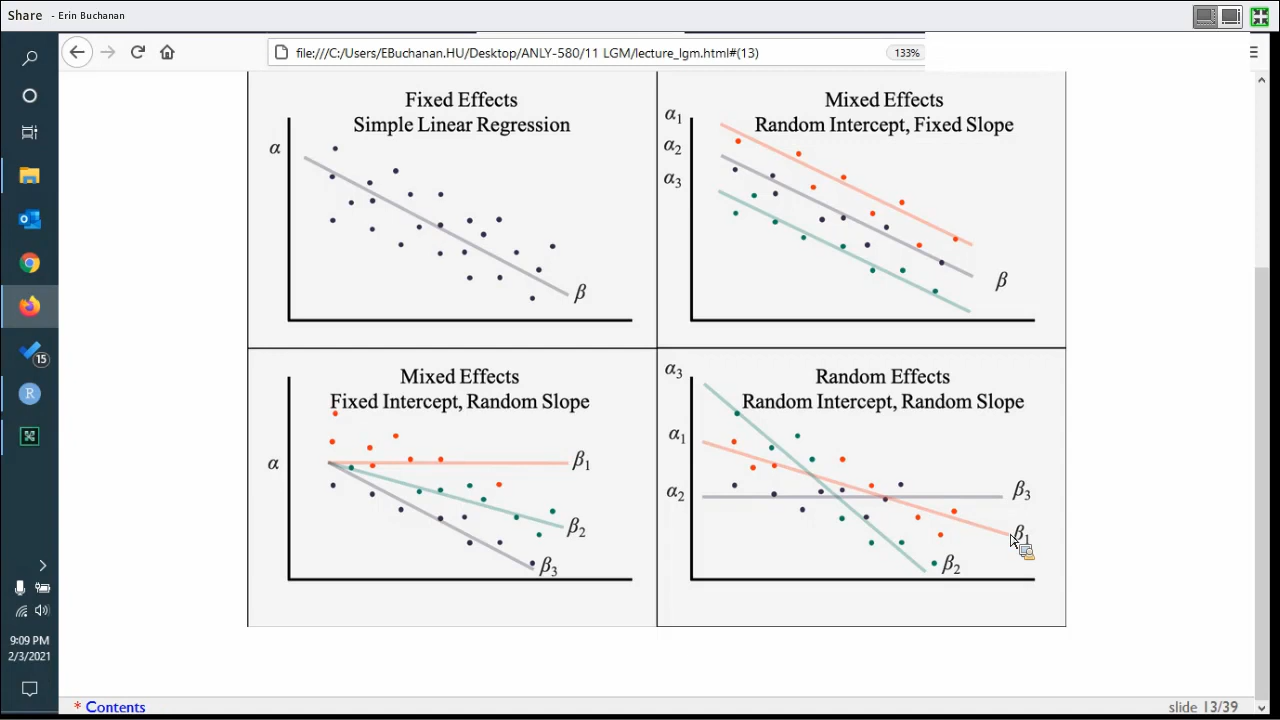 Share - Erin Buchanan
file:///C:/Users/EBuchanan.HU/Desktop/ANLY-580/11 LGM/lecture_lgm.html#(13)
133%
Fixed Effects
Simple Linear Regression
α
β
Mixed Effects
Random Intercept, Fixed Slope
α1
α2
α3
β
Mixed Effects
Fixed Intercept, Random Slope
α
β1
β2
β3
Random Effects
Random Intercept, Random Slope
α3
α1
α2
β3
β1
β2
15
R
9:09 PM
2/3/2021
* Contents
slide 13/39